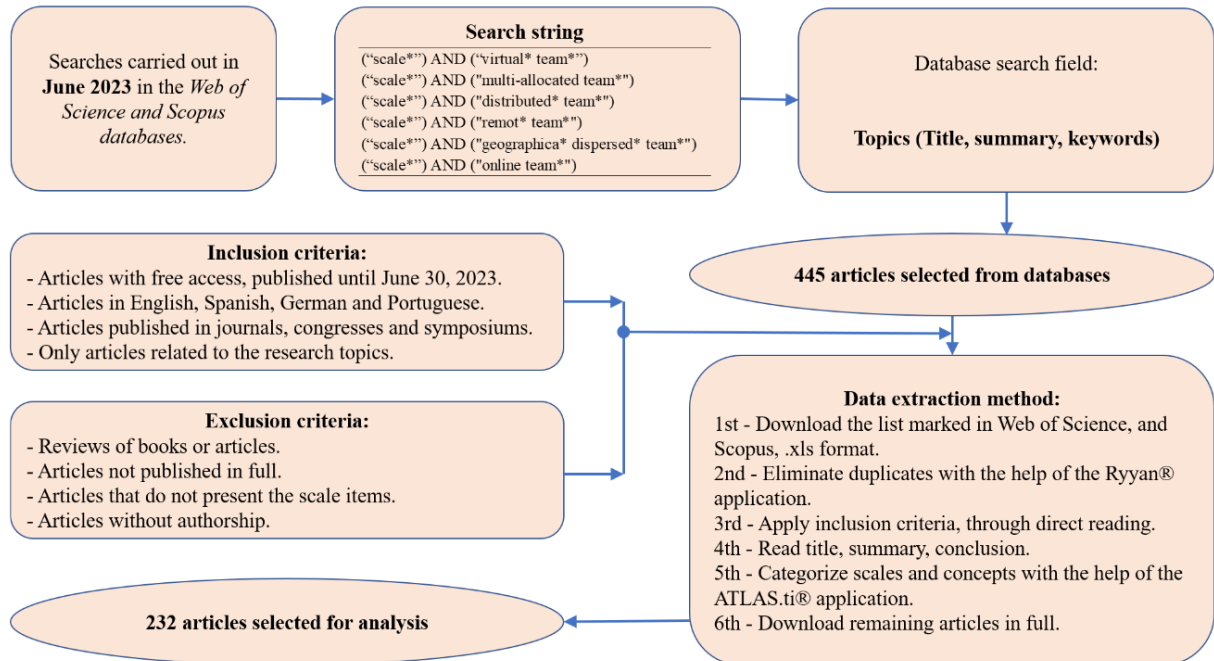 Searches carried out in
June 2023 in the Web of
Science and Scopus
databases.
Search string
(“scale*”) AND (“virtual* team*”)
(“scale*”) AND ("multi-allocated team*")
(“scale*”) AND ("distributed* team*")
(“scale*”) AND ("remot* team*")
(“scale*”) AND ("geographica* dispersed* team*")
(“scale*”) AND ("online team*")
Database search field:
Topics (Title, summary, keywords)
445 articles selected from databases
Inclusion criteria:
- Articles with free access, published until June 30, 2023.
- Articles in English, Spanish, German and Portuguese.
- Articles published in journals, congresses and symposiums.
- Only articles related to the research topics.
Exclusion criteria:
- Reviews of books or articles.
- Articles not published in full.
- Articles that do not present the scale items.
- Articles without authorship.
Data extraction method:
1st - Download the list marked in Web of Science, and
Scopus, .xls format.
2nd - Eliminate duplicates with the help of the Ryyan®
application.
3rd - Apply inclusion criteria, through direct reading.
4th - Read title, summary, conclusion.
5th - Categorize scales and concepts with the help of the
ATLAS.ti® application.
6th - Download remaining articles in full.
232 articles selected for analysis